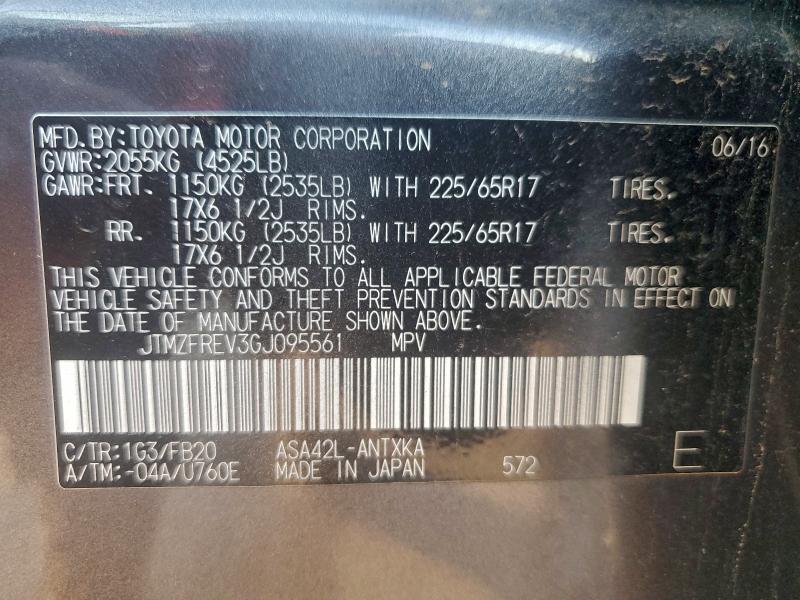 MFD.BY:TOYOTA MOTOR CORPORATION 06/16
GVWR:2055KG (4525LB)
GAWR:FRT. 1150KG (2535LB) WITH 225/65R17 TIRES.
17X6 1/2J RIMS.
RR. 1150KG (2535LB) WITH 225/65R17 TIRES.
17X6 1/2J RIMS.
THIS VEHICLE CONFORMS TO ALL APPLICABLE FEDERAL MOTOR
VEHICLE SAFETY AND THEFT PREVENTION STANDARDS IN EFFECT ON
THE DATE OF MANUFACTURE SHOWN ABOVE.
JTMZFREV3GJ095561 MPV
C/TR:1G3/FB20 ASA42L-ANTXKA
A/TM:-04A/U760E MADE IN JAPAN 572 E